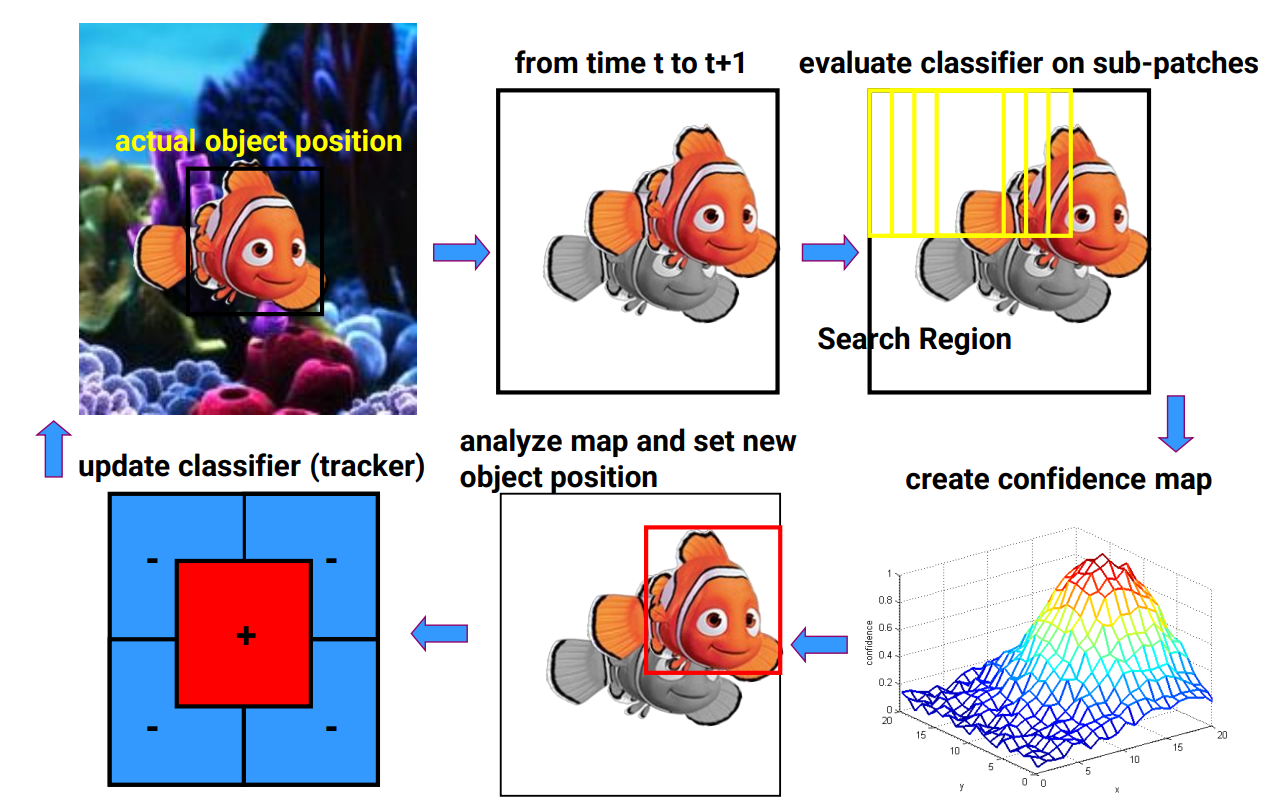 from time t to t+1
evaluate classifier on sub-patches
actual object position
Search Region
analyze map and set new
object position
update classifier (tracker)
create confidence map
-
-
+
-
-
1
0.8
0.6
0.4
0.2
0
confidence
20
15
10
5
0
y
0
5
10
15
20
x